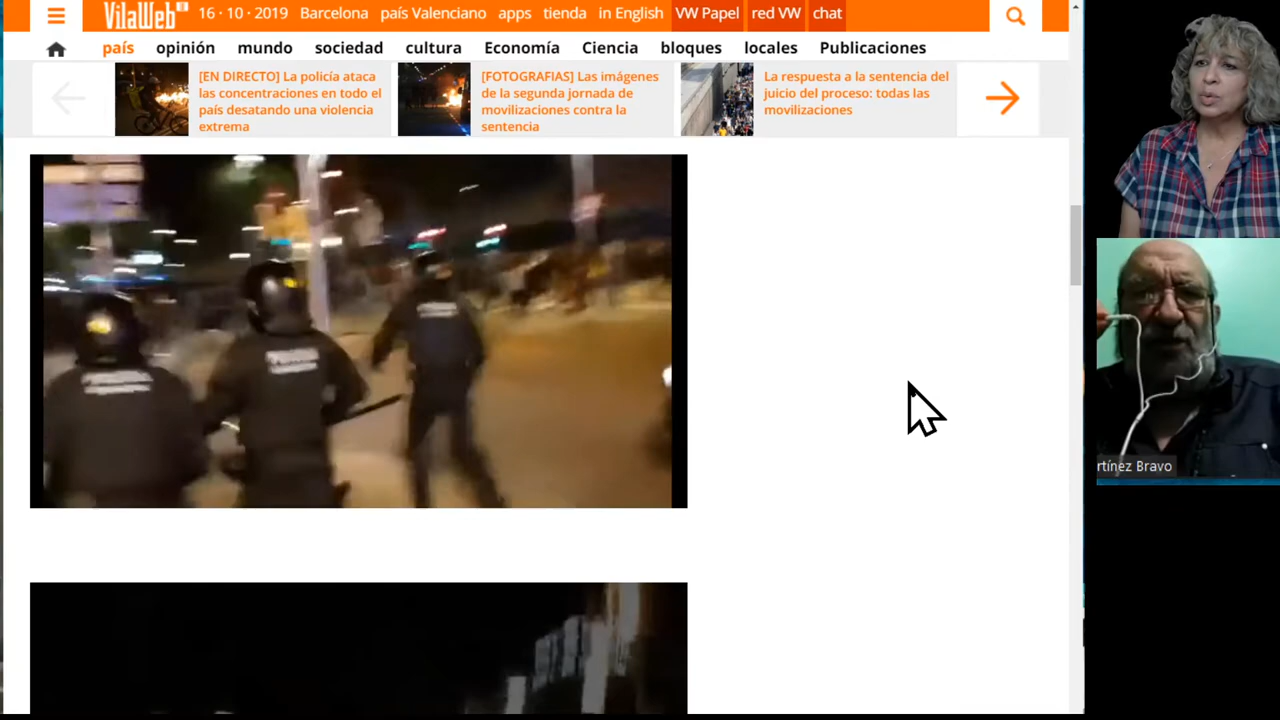 VilaWeb
16 · 10 · 2019 Barcelona país Valenciano apps tienda in English VW Papel red VW chat
país opinión mundo sociedad cultura Economía Ciencia bloques locales Publicaciones
[EN DIRECTO] La policía ataca
las concentraciones en todo el
país desatando una violencia
extrema
[FOTOGRAFIAS] Las imágenes
de la segunda jornada de
movilizaciones contra la
sentencia
La respuesta a la sentencia del
juicio del proceso: todas las
movilizaciones
rtínez Bravo